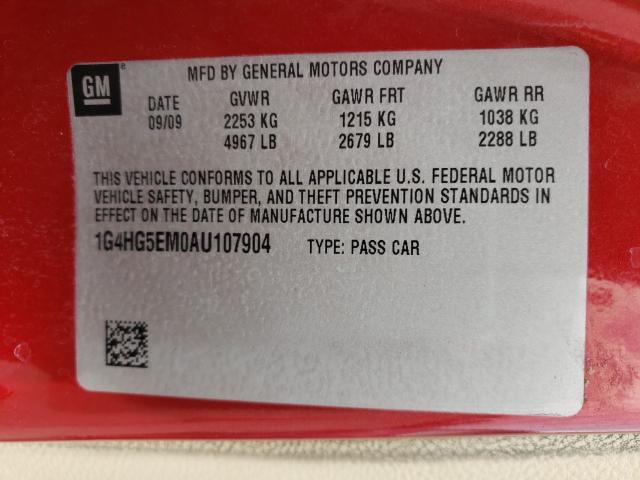 GM
MFD BY GENERAL MOTORS COMPANY
DATE GVWR GAWR FRT GAWR RR
09/09 2253 KG 1215 KG 1038 KG
4967 LB 2679 LB 2288 LB
THIS VEHICLE CONFORMS TO ALL APPLICABLE U.S. FEDERAL MOTOR
VEHICLE SAFETY, BUMPER, AND THEFT PREVENTION STANDARDS IN
EFFECT ON THE DATE OF MANUFACTURE SHOWN ABOVE.
1G4HG5EM0AU107904 TYPE: PASS CAR